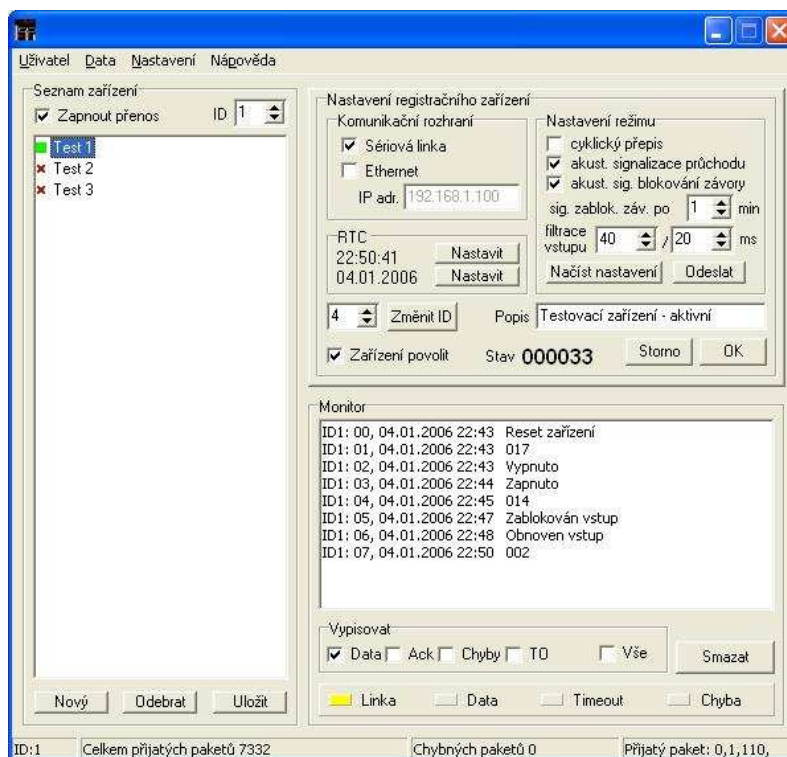 Uživatel Data Nastavení Nápověda
Seznam zařízení
Zapnout přenos ID 1
Test 1
Test 2
Test 3
Nový Odebrat Uložit
Nastavení registračního zařízení
Komunikační rozhraní
Sériová linka
Ethernet
IP adr. 192.168.1.100
RTC
22:50:41 Nastavit
04.01.2006 Nastavit
Nastavení režimu
cyklický přepis
akust. signalizace průchodu
akust. sig. blokování závory
sig. zablok. záv. po 1 min
filtrace vstupu 40 / 20 ms
Načíst nastavení Odeslat
4 Změnit ID Popis Testovací zařízení - aktivní
Zařízení povolit Stav 000033 Storno OK
Monitor
ID1: 00, 04.01.2006 22:43 Reset zařízení
ID1: 01, 04.01.2006 22:43 017
ID1: 02, 04.01.2006 22:43 Vypnuto
ID1: 03, 04.01.2006 22:44 Zapnuto
ID1: 04, 04.01.2006 22:45 014
ID1: 05, 04.01.2006 22:47 Zablokován vstup
ID1: 06, 04.01.2006 22:48 Obnoven vstup
ID1: 07, 04.01.2006 22:50 002
Vypisovat
Data Ack Chyby TO Vše Smazat
Linka Data Timeout Chyba
ID:1 Celkem přijatých paketů 7332 Chybných paketů 0 Přijatý paket: 0,1,110,